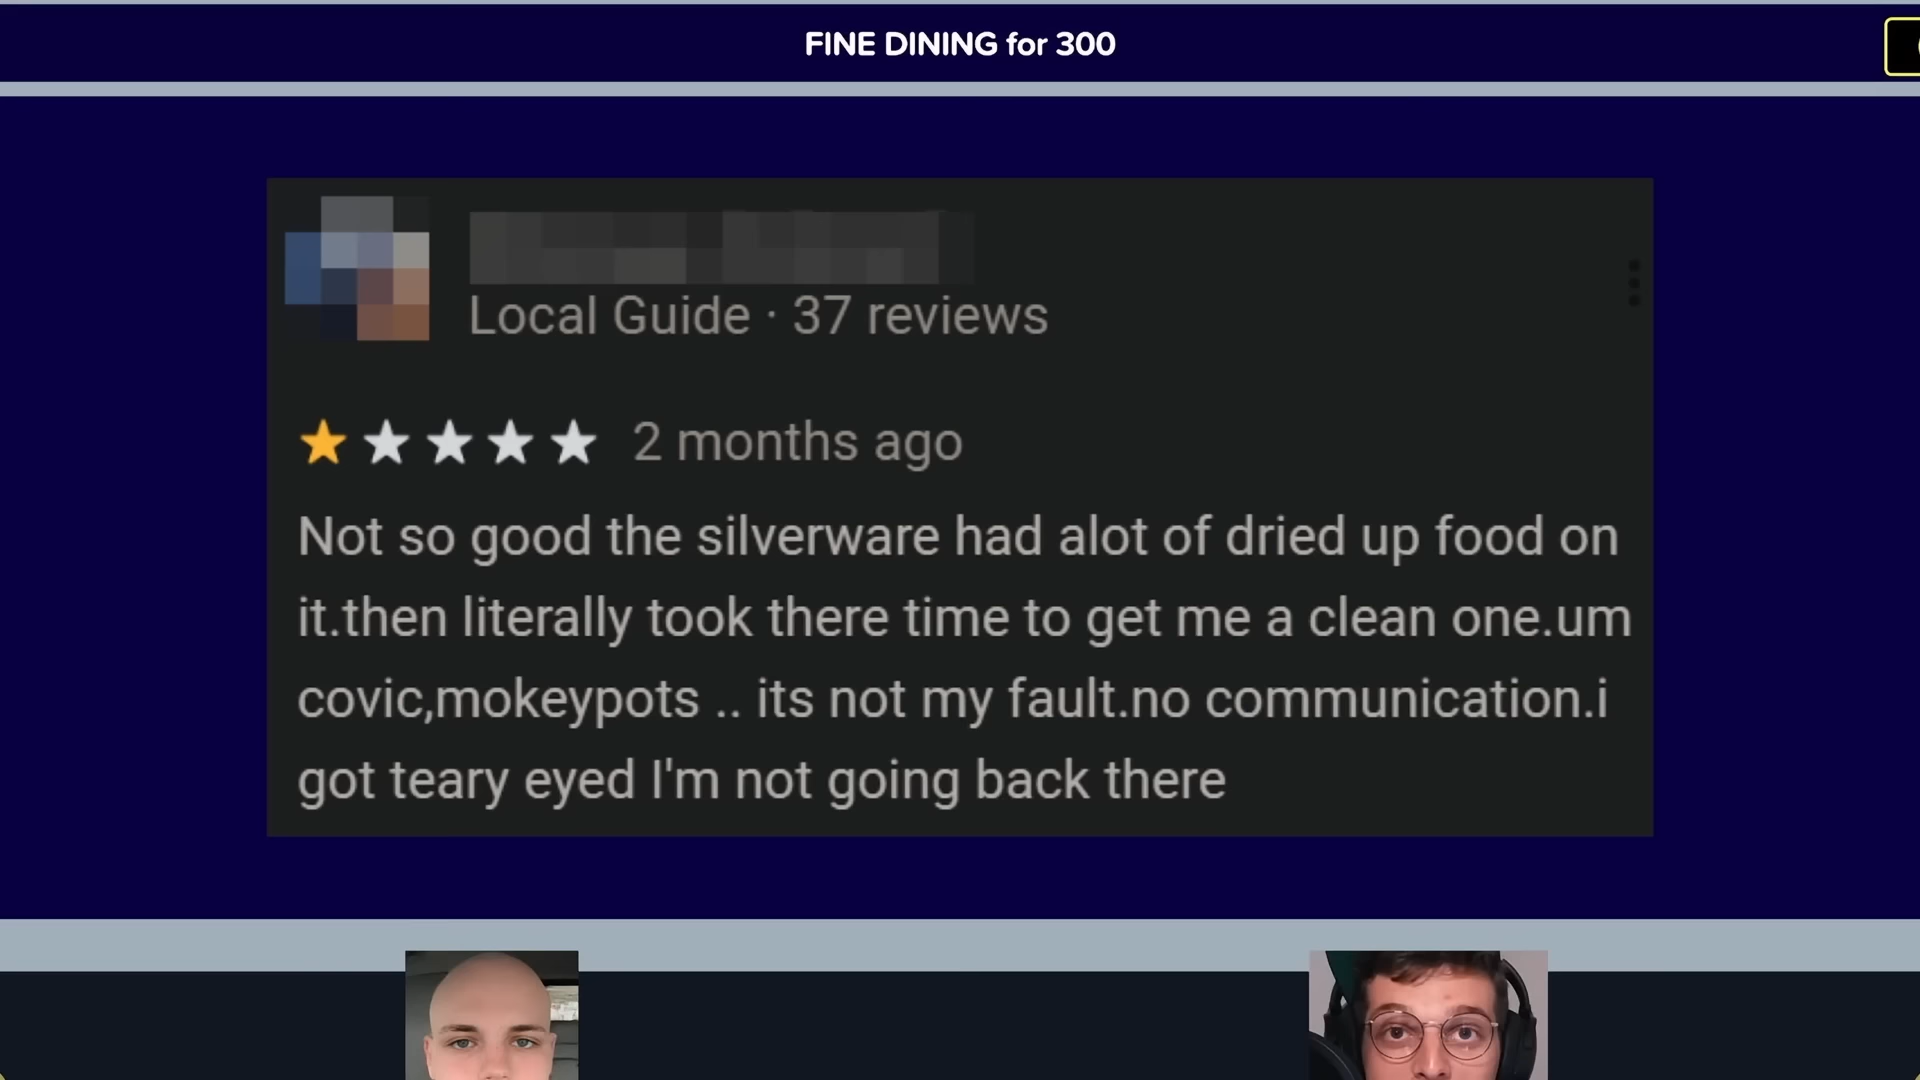 FINE DINING for 300
Local Guide · 37 reviews
2 months ago
Not so good the silverware had alot of dried up food on
it.then literally took there time to get me a clean one.um
covic,mokeypots .. its not my fault.no communication.i
got teary eyed I'm not going back there